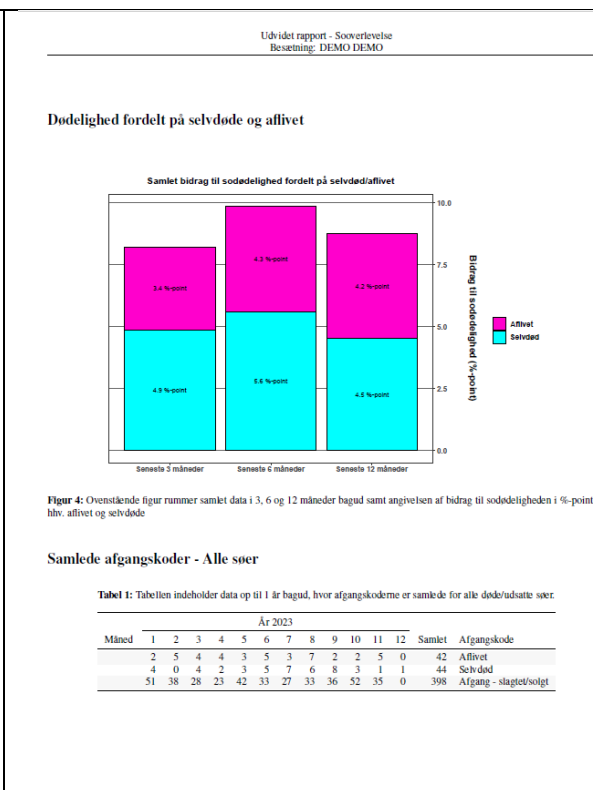 Udvidet rapport - Sooverlevelse
Besætning: DEMO DEMO
Dødelighed fordelt på selvdøde og aflivet
Samlet bidrag til sodødelighed fordelt på selvdød/aflivet
10.0
7.5
5.0
2.5
0.0
Bidrag til sodødelighed (%-point)
3.4 %-point
4.3 %-point
4.2 %-point
4.9 %-point
5.6 %-point
4.5 %-point
Aflivet
Selvdød
Seneste 3 måneder Seneste 6 måneder Seneste 12 måneder
Figur 4: Ovenstående figur rummer samlet data i 3, 6 og 12 måneder bagud samt angivelsen af bidrag til sodødeligheden i %-point
hhv. aflivet og selvdøde
Samlede afgangskoder - Alle søer
Tabel 1: Tabellen indeholder data op til 1 år bagud, hvor afgangskoderne er samlede for alle døde/udsatte søer.
År 2023
Måned 1 2 3 4 5 6 7 8 9 10 11 12 Samlet Afgangskode
2 5 4 4 3 5 3 7 2 2 5 0 42 Aflivet
4 0 4 2 3 5 7 6 8 3 1 1 44 Selvdød
51 38 28 23 42 33 27 33 36 52 35 0 398 Afgang - slagtet/solgt